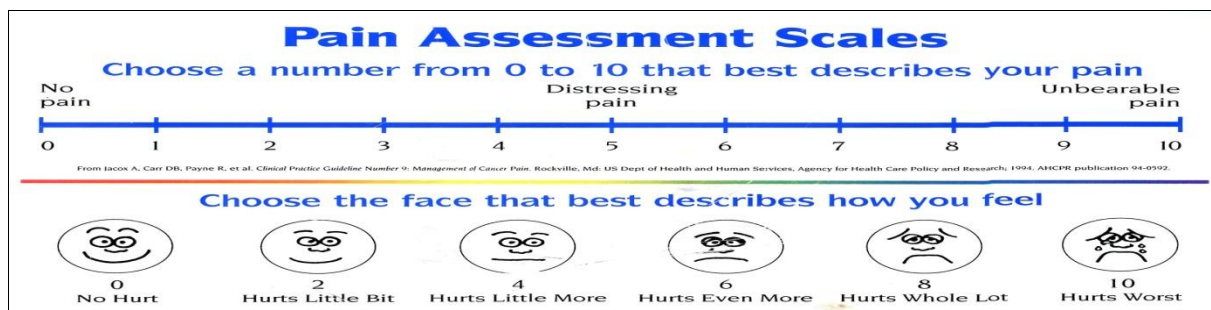 Pain Assessment Scales
Choose a number from 0 to 10 that best describes your pain
No pain Distressing pain Unbearable pain
0 1 2 3 4 5 6 7 8 9 10
From Jacox A, Carr DB, Payne R, et al. Clinical Practice Guideline Number 9: Management of Cancer Pain. Rockville, Md: US Dept of Health and Human Services, Agency for Health Care Policy and Research; 1994. AHCPR publication 94-0592.
Choose the face that best describes how you feel
0 2 4 6 8 10
No Hurt Hurts Little Bit Hurts Little More Hurts Even More Hurts Whole Lot Hurts Worst